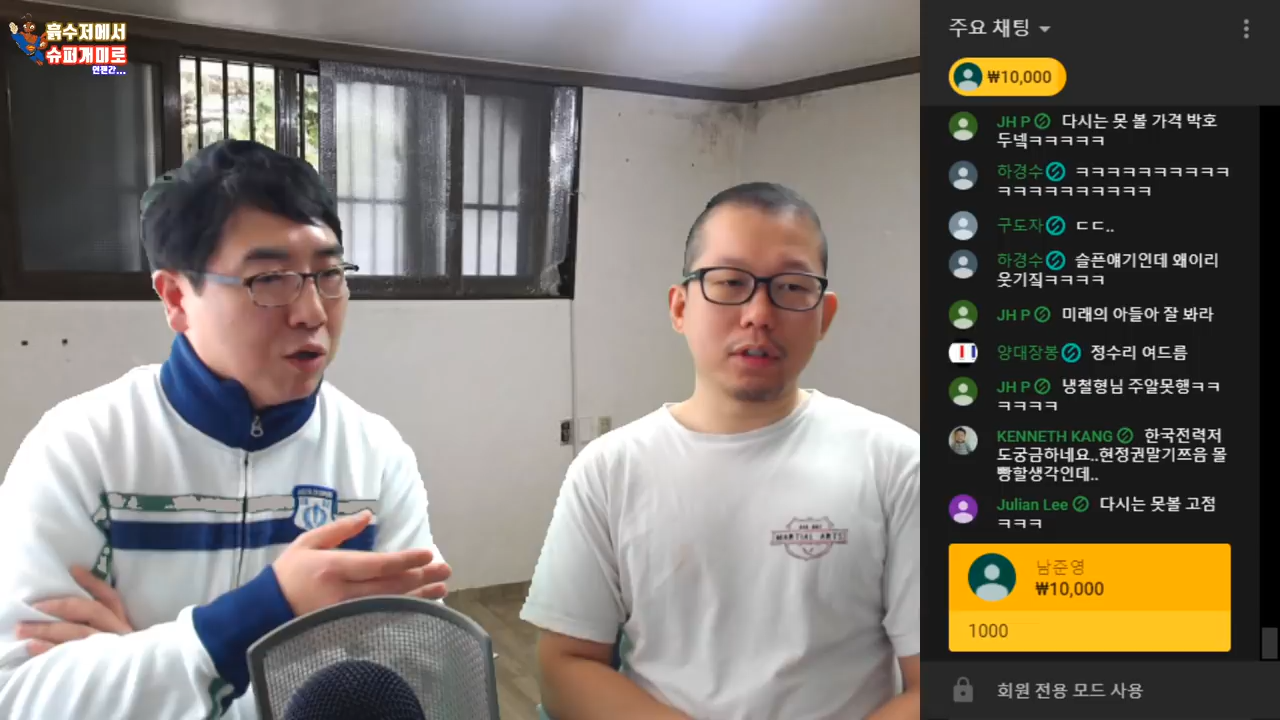 흙수저에서
슈퍼개미로
언젠간...
주요 채팅
₩10,000
JH P 다시는 못 볼 가격 박호
두넼ㅋㅋㅋㅋㅋ
하경수 ㅋㅋㅋㅋㅋㅋㅋㅋㅋㅋ
ㅋㅋㅋㅋㅋㅋㅋㅋㅋㅋ
구도자 ㄷㄷ..
하경수 슬픈얘기인데 왜이리
웃기짘ㅋㅋㅋㅋ
JH P 미래의 아들아 잘 봐라
양대장봉 정수리 여드름
JH P 냉철형님 주알못행ㅋㅋ
ㅋㅋㅋㅋ
KENNETH KANG 한국전력저
도궁금하네요..현정권말기쯔음 몰
빵할생각인데..
Julian Lee 다시는 못볼 고점
ㅋㅋㅋ
남준영
₩10,000
1000
회원 전용 모드 사용
MARTIAL ARTS